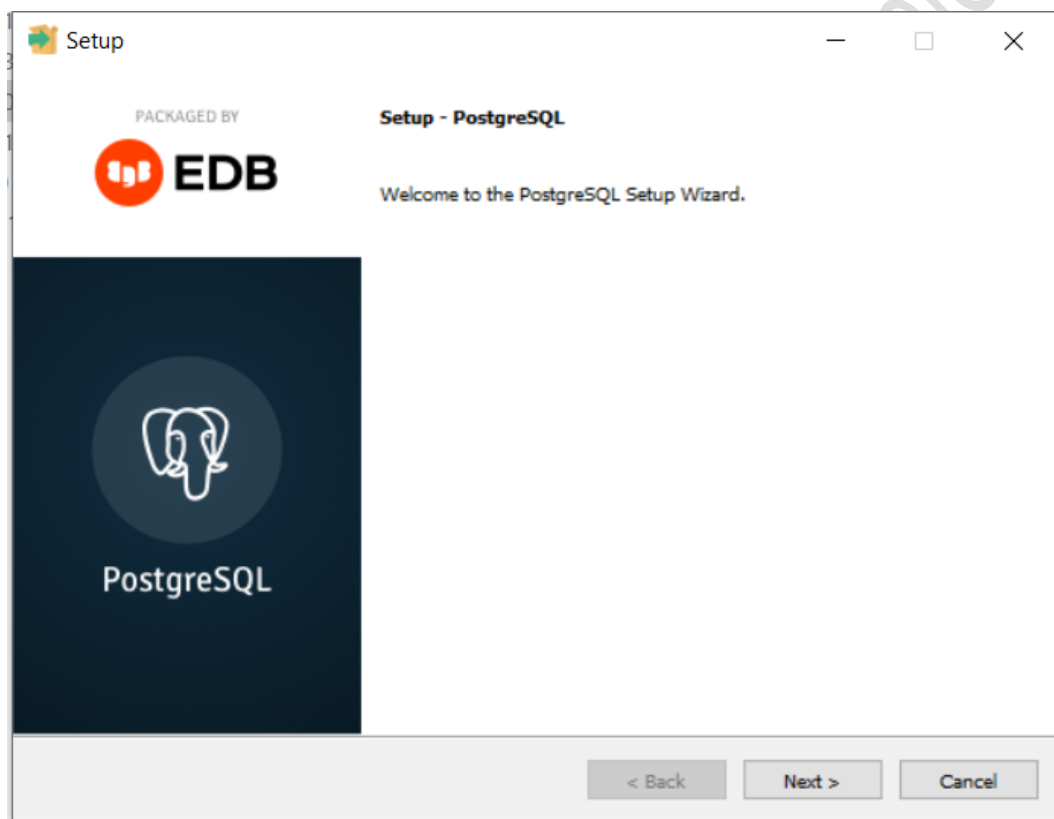 Setup
PACKAGED BY
EDB
Setup - PostgreSQL
Welcome to the PostgreSQL Setup Wizard.
PostgreSQL
< Back
Next >
Cancel